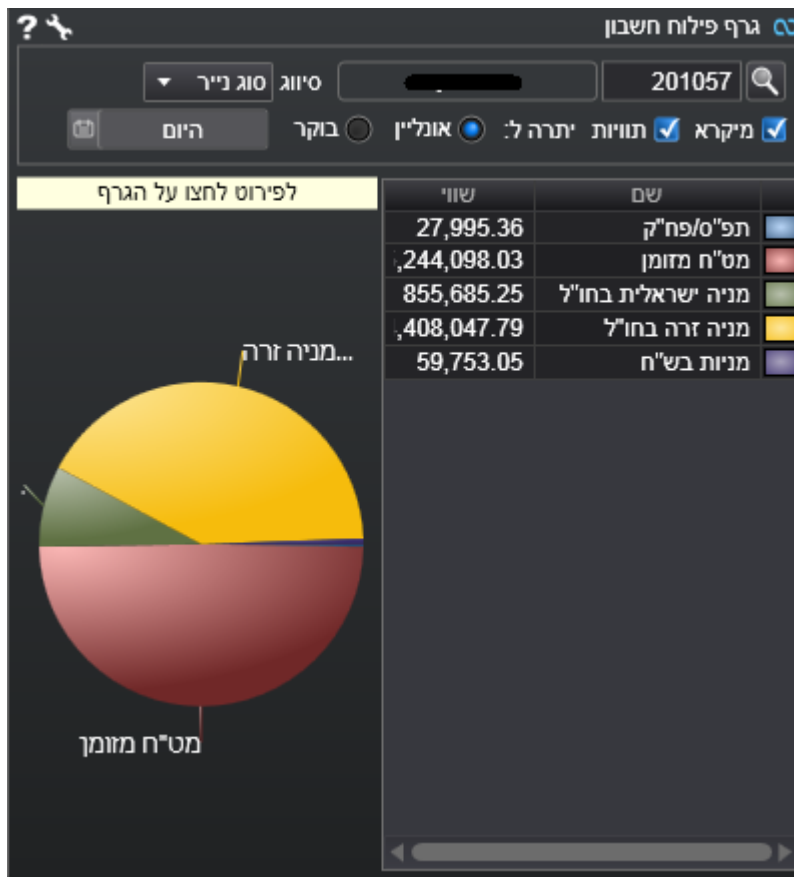 גרף פילוח חשבון
201057 סיווג סוג נייר
מיקרא תוויות יתרה ל: אונליין בוקר היום
לפירוט לחצו על הגרף
שם שווי
תפ"ס/פח"ק 27,995.36
מט"ח מזומן ,244,098.03
מניה ישראלית בחו"ל 855,685.25
מניה זרה בחו"ל ,408,047.79
מניות בש"ח 59,753.05
מניה זרה...
מט"ח מזומן